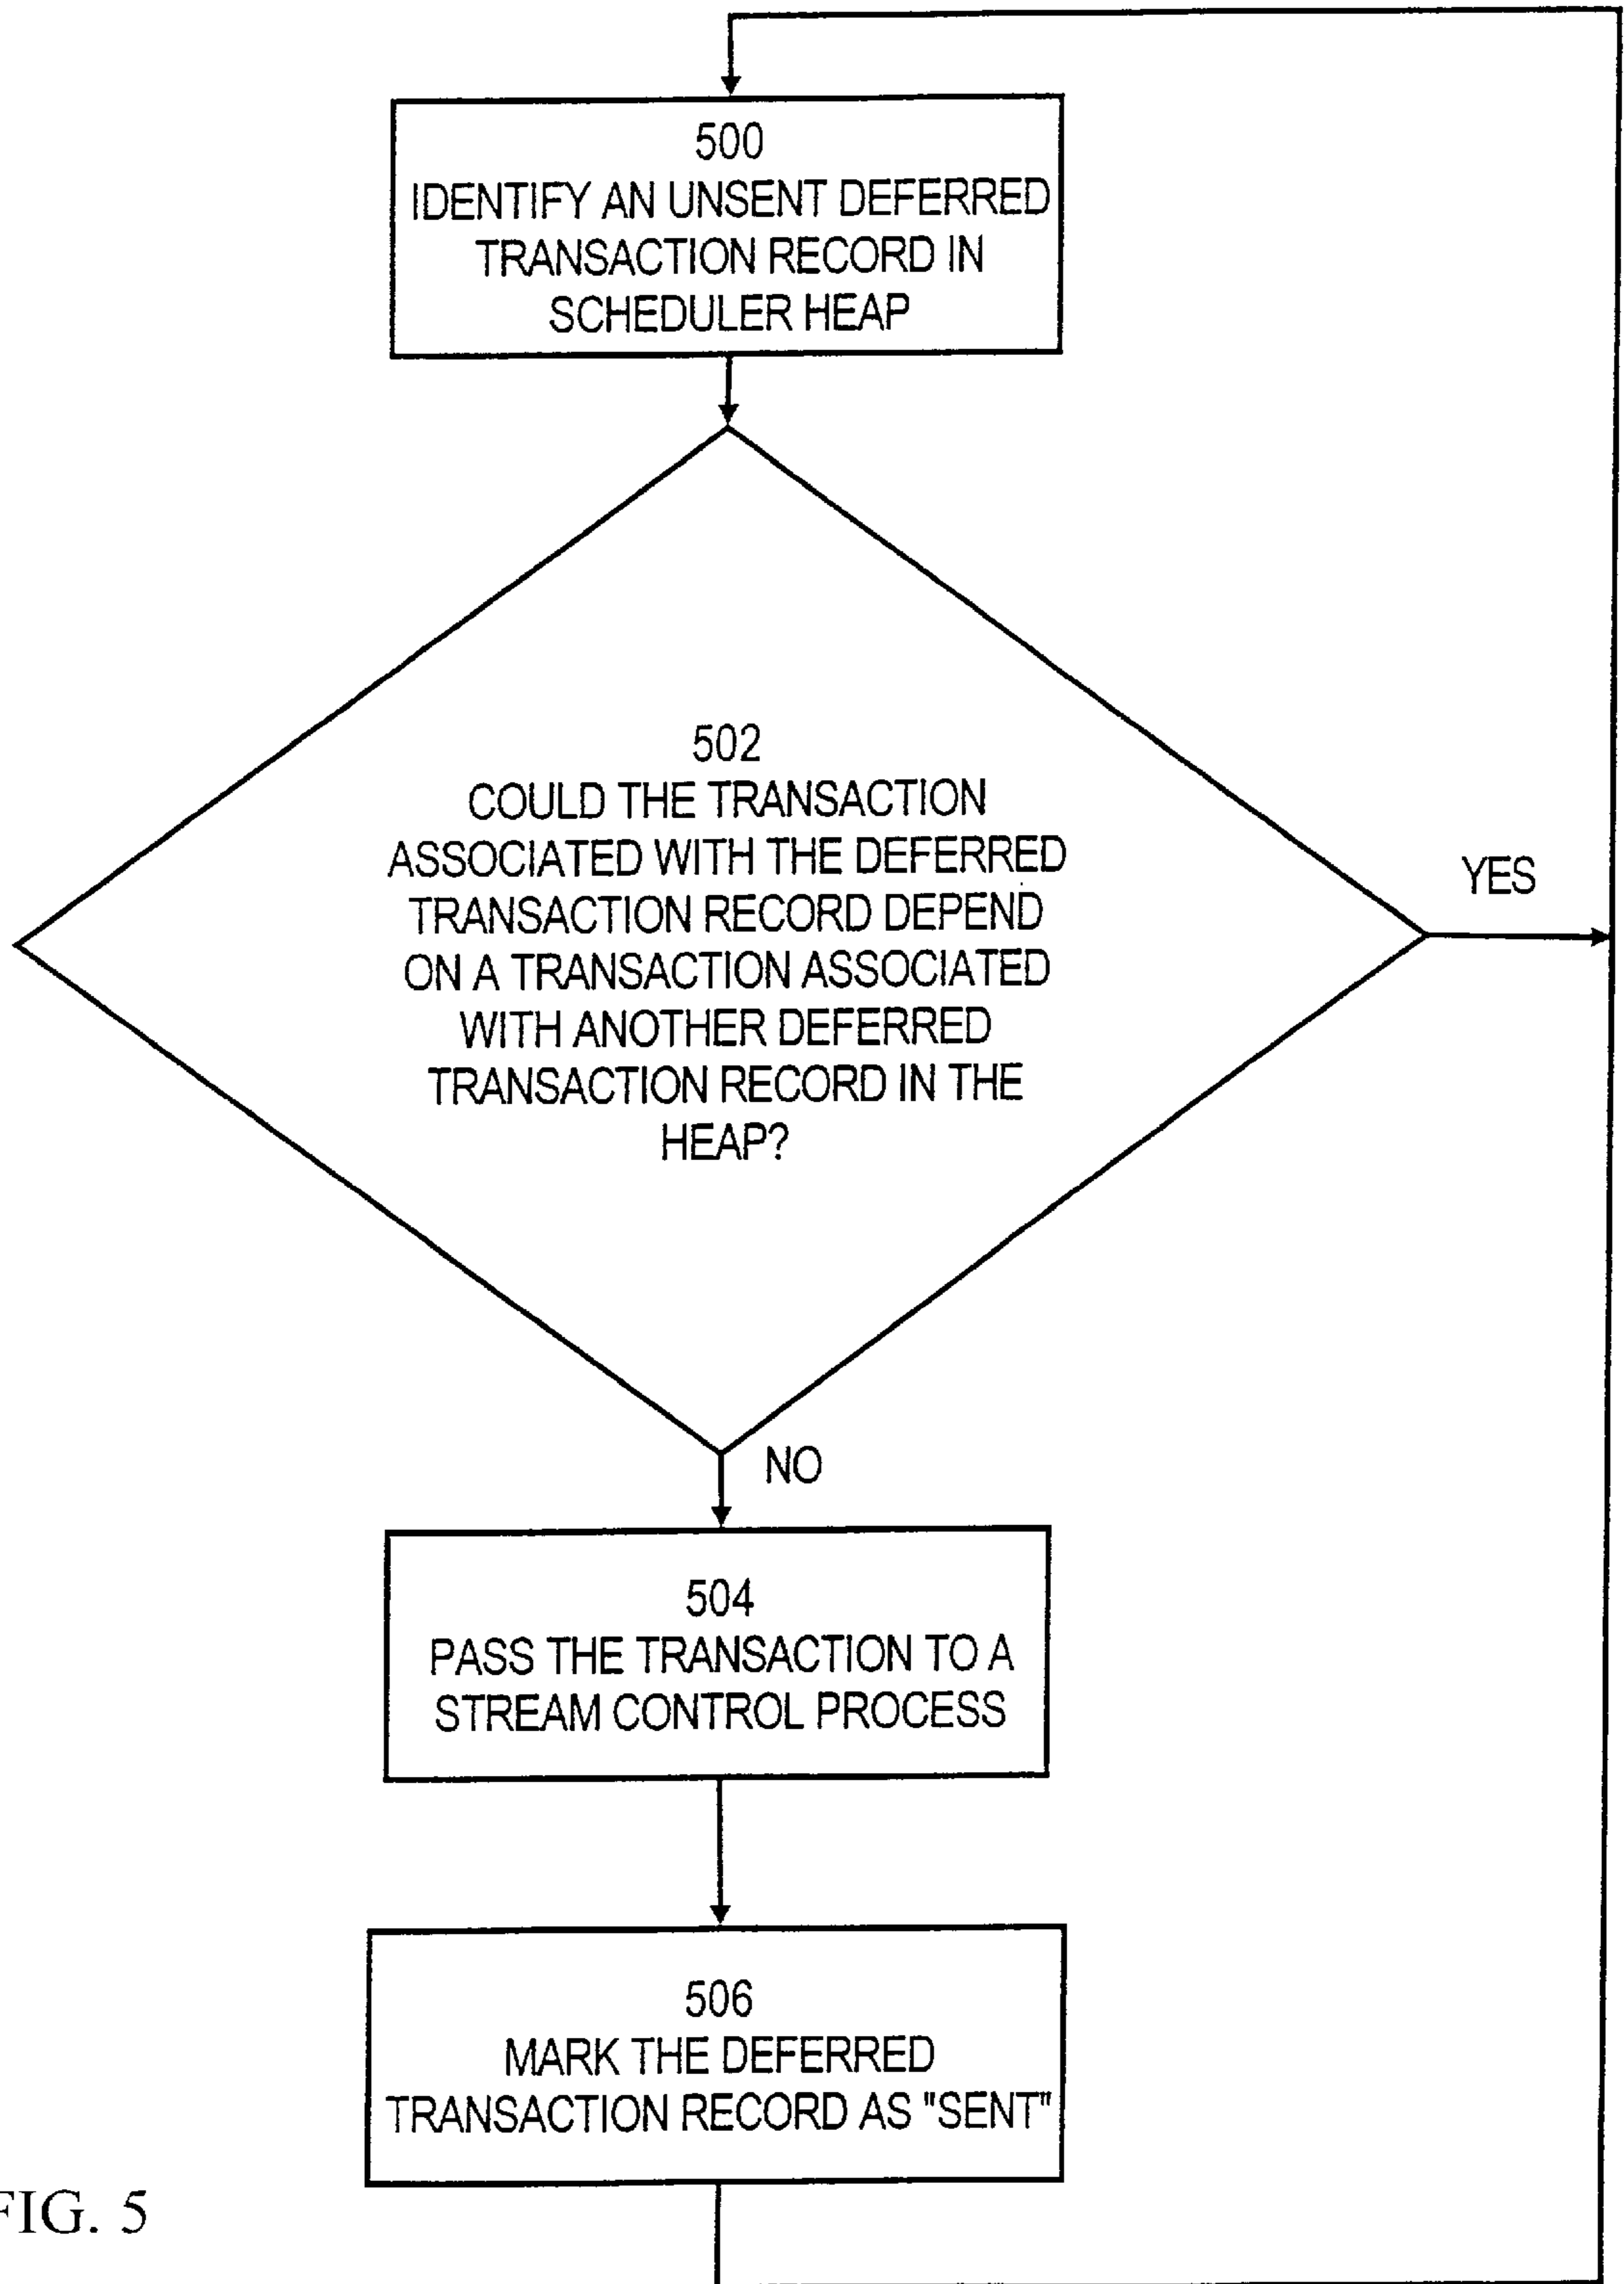 500
IDENTIFY AN UNSENT DEFERRED
TRANSACTION RECORD IN
SCHEDULER HEAP
502
COULD THE TRANSACTION
ASSOCIATED WITH THE DEFERRED
TRANSACTION RECORD DEPEND
ON A TRANSACTION ASSOCIATED
WITH ANOTHER DEFERRED
TRANSACTION RECORD IN THE
HEAP?
YES
NO
504
PASS THE TRANSACTION TO A
STREAM CONTROL PROCESS
506
MARK THE DEFERRED
TRANSACTION RECORD AS "SENT"
FIG. 5